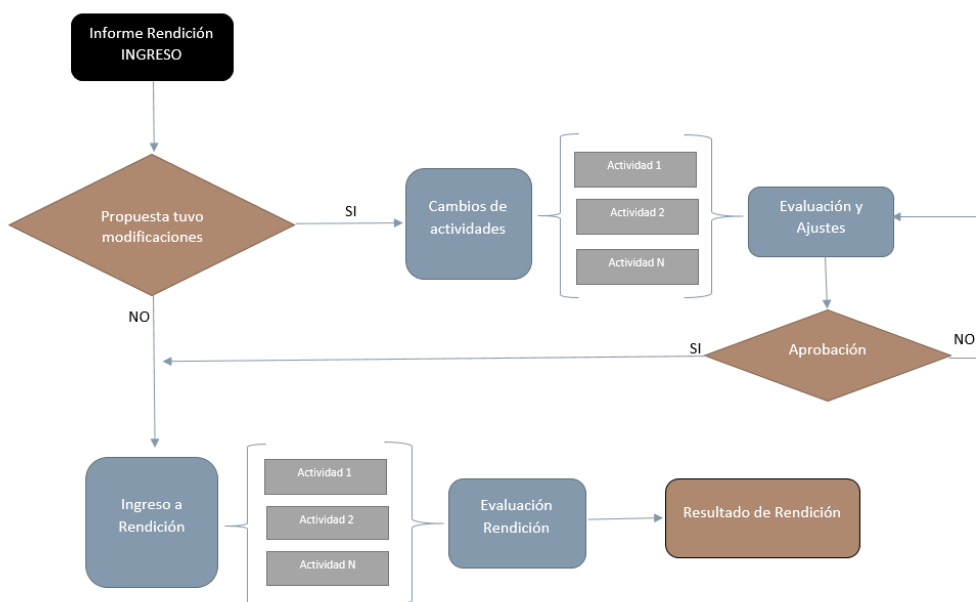 Informe Rendición
INGRESO
Propuesta tuvo
modificaciones
SI
Cambios de
actividades
Actividad 1
Actividad 2
Actividad N
Evaluación y
Ajustes
NO
SI
Aprobación
NO
Ingreso a
Rendición
Actividad 1
Actividad 2
Actividad N
Evaluación
Rendición
Resultado de Rendición